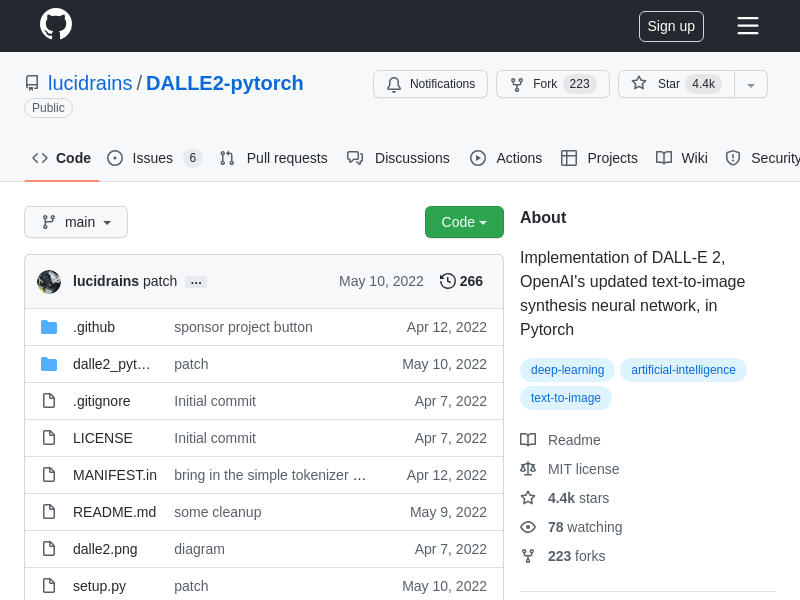 Sign up
lucidrains / DALLE2-pytorch
Notifications
Fork 223
Star 4.4k
Public
Code
Issues 6
Pull requests
Discussions
Actions
Projects
Wiki
Security
main
Code
About
Implementation of DALL-E 2,
OpenAI's updated text-to-image
synthesis neural network, in
Pytorch
lucidrains patch … May 10, 2022 266
.github sponsor project button Apr 12, 2022
dalle2_pyt… patch May 10, 2022
.gitignore Initial commit Apr 7, 2022
LICENSE Initial commit Apr 7, 2022
MANIFEST.in bring in the simple tokenizer … Apr 12, 2022
README.md some cleanup May 9, 2022
dalle2.png diagram Apr 7, 2022
setup.py patch May 10, 2022
deep-learning artificial-intelligence
text-to-image
Readme
MIT license
4.4k stars
78 watching
223 forks